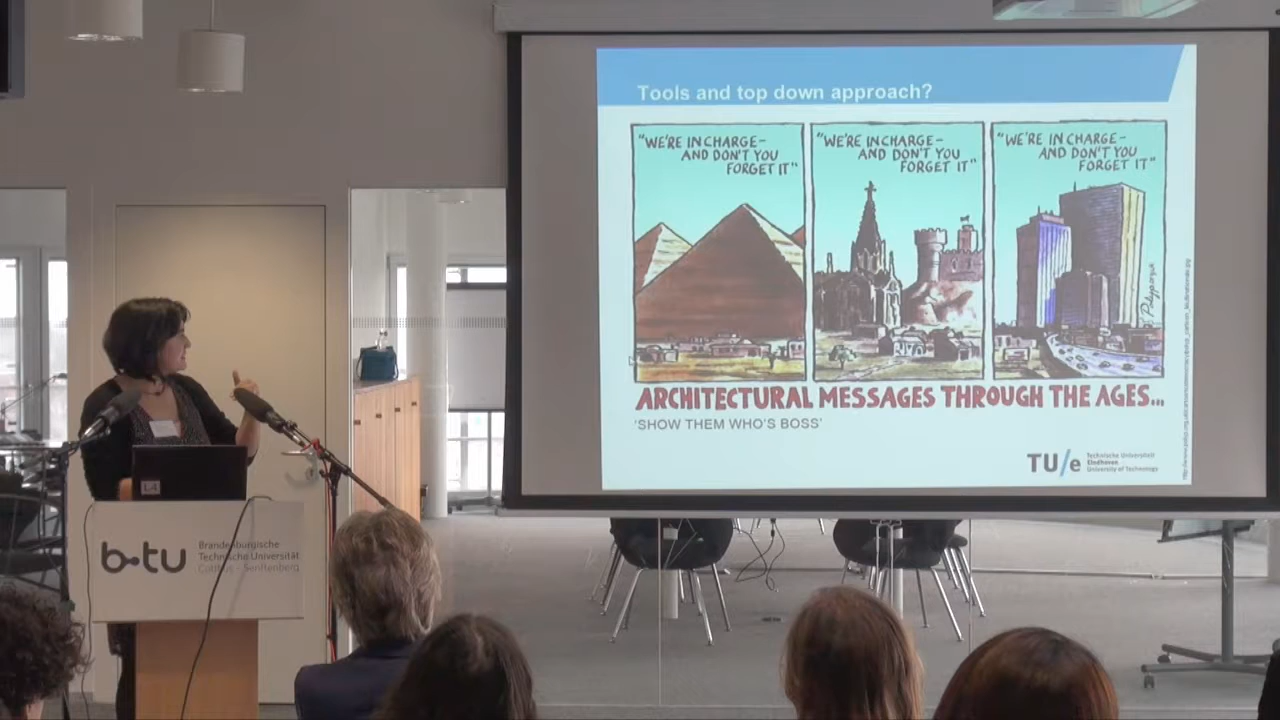 Tools and top down approach?
"WE'RE IN CHARGE-
AND DON'T YOU
FORGET IT"
"WE'RE IN CHARGE-
AND DON'T YOU
FORGET IT"
"WE'RE IN CHARGE-
AND DON'T YOU
FORGET IT"
ARCHITECTURAL MESSAGES THROUGH THE AGES...
'SHOW THEM WHO'S BOSS'
TU/e Technische Universiteit
Eindhoven
University of Technology
L4
b-tu Brandenburgische
Technische Universität
Cottbus - Senftenberg